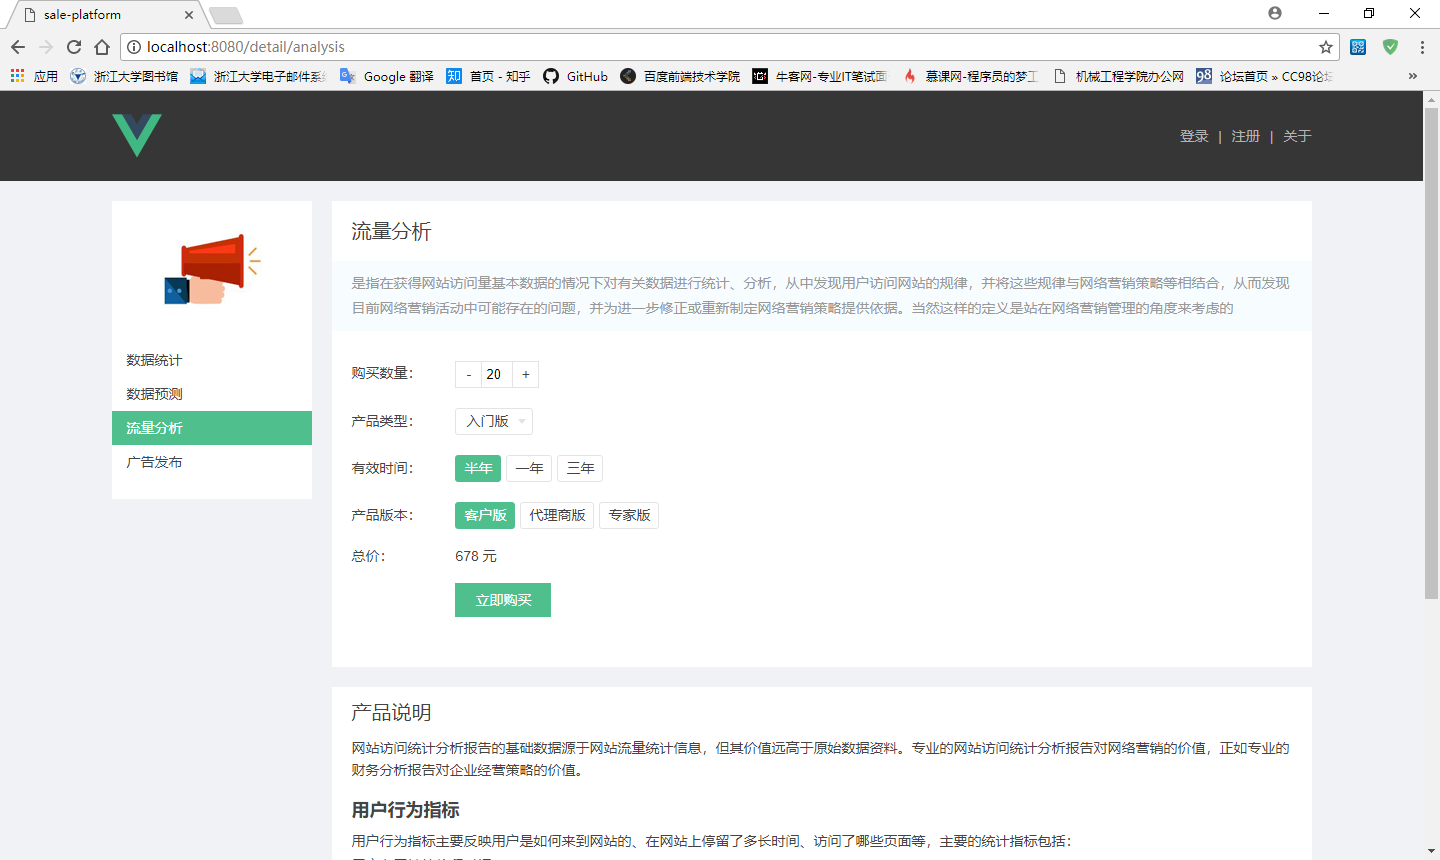 sale-platform
localhost:8080/detail/analysis
应用
浙江大学图书馆
浙江大学电子邮件系
Google 翻译
首页 - 知乎
GitHub
百度前端技术学院
牛客网-专业IT笔试面
慕课网-程序员的梦工
机械工程学院办公网
论坛首页 » CC98论坛
登录 | 注册 | 关于
数据统计
数据预测
流量分析
广告发布
流量分析
是指在获得网站访问量基本数据的情况下对有关数据进行统计、分析，从中发现用户访问网站的规律，并将这些规律与网络营销策略等相结合，从而发现
目前网络营销活动中可能存在的问题，并为进一步修正或重新制定网络营销策略提供依据。当然这样的定义是站在网络营销管理的角度来考虑的
购买数量： - 20 +
产品类型： 入门版
有效时间： 半年 一年 三年
产品版本： 客户版 代理商版 专家版
总价： 678 元
立即购买
产品说明
网站访问统计分析报告的基础数据源于网站流量统计信息，但其价值远高于原始数据资料。专业的网站访问统计分析报告对网络营销的价值，正如专业的
财务分析报告对企业经营策略的价值。
用户行为指标
用户行为指标主要反映用户是如何来到网站的、在网站上停留了多长时间、访问了哪些页面等，主要的统计指标包括：